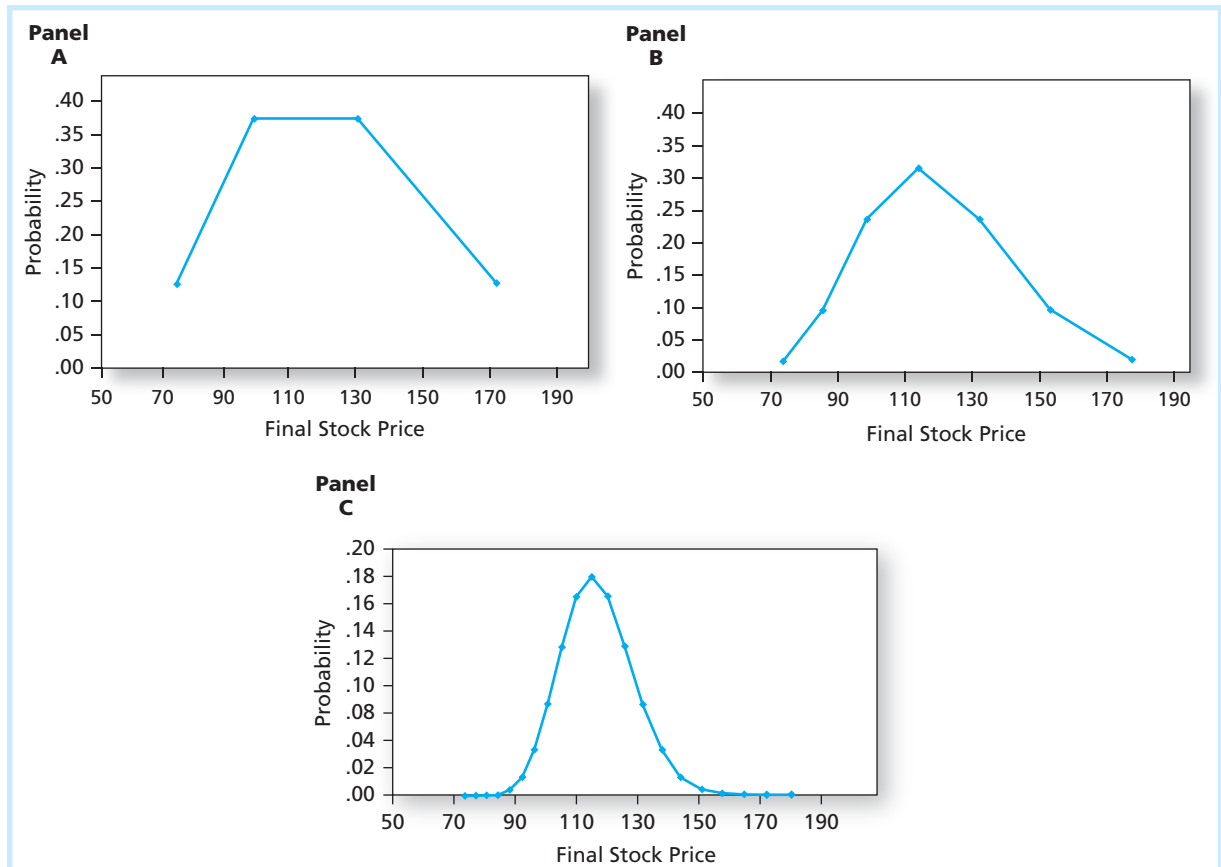 Panel
A
.40
.35
.30
.25
.20
.15
.10
.05
.00
Probability
50 70 90 110 130 150 170 190
Final Stock Price
Panel
B
.40
.35
.30
.25
.20
.15
.10
.05
.00
Probability
50 70 90 110 130 150 170 190
Final Stock Price
Panel
C
.20
.18
.16
.14
.12
.10
.08
.04
.02
.00
Probability
50 70 90 110 130 150 170 190
Final Stock Price